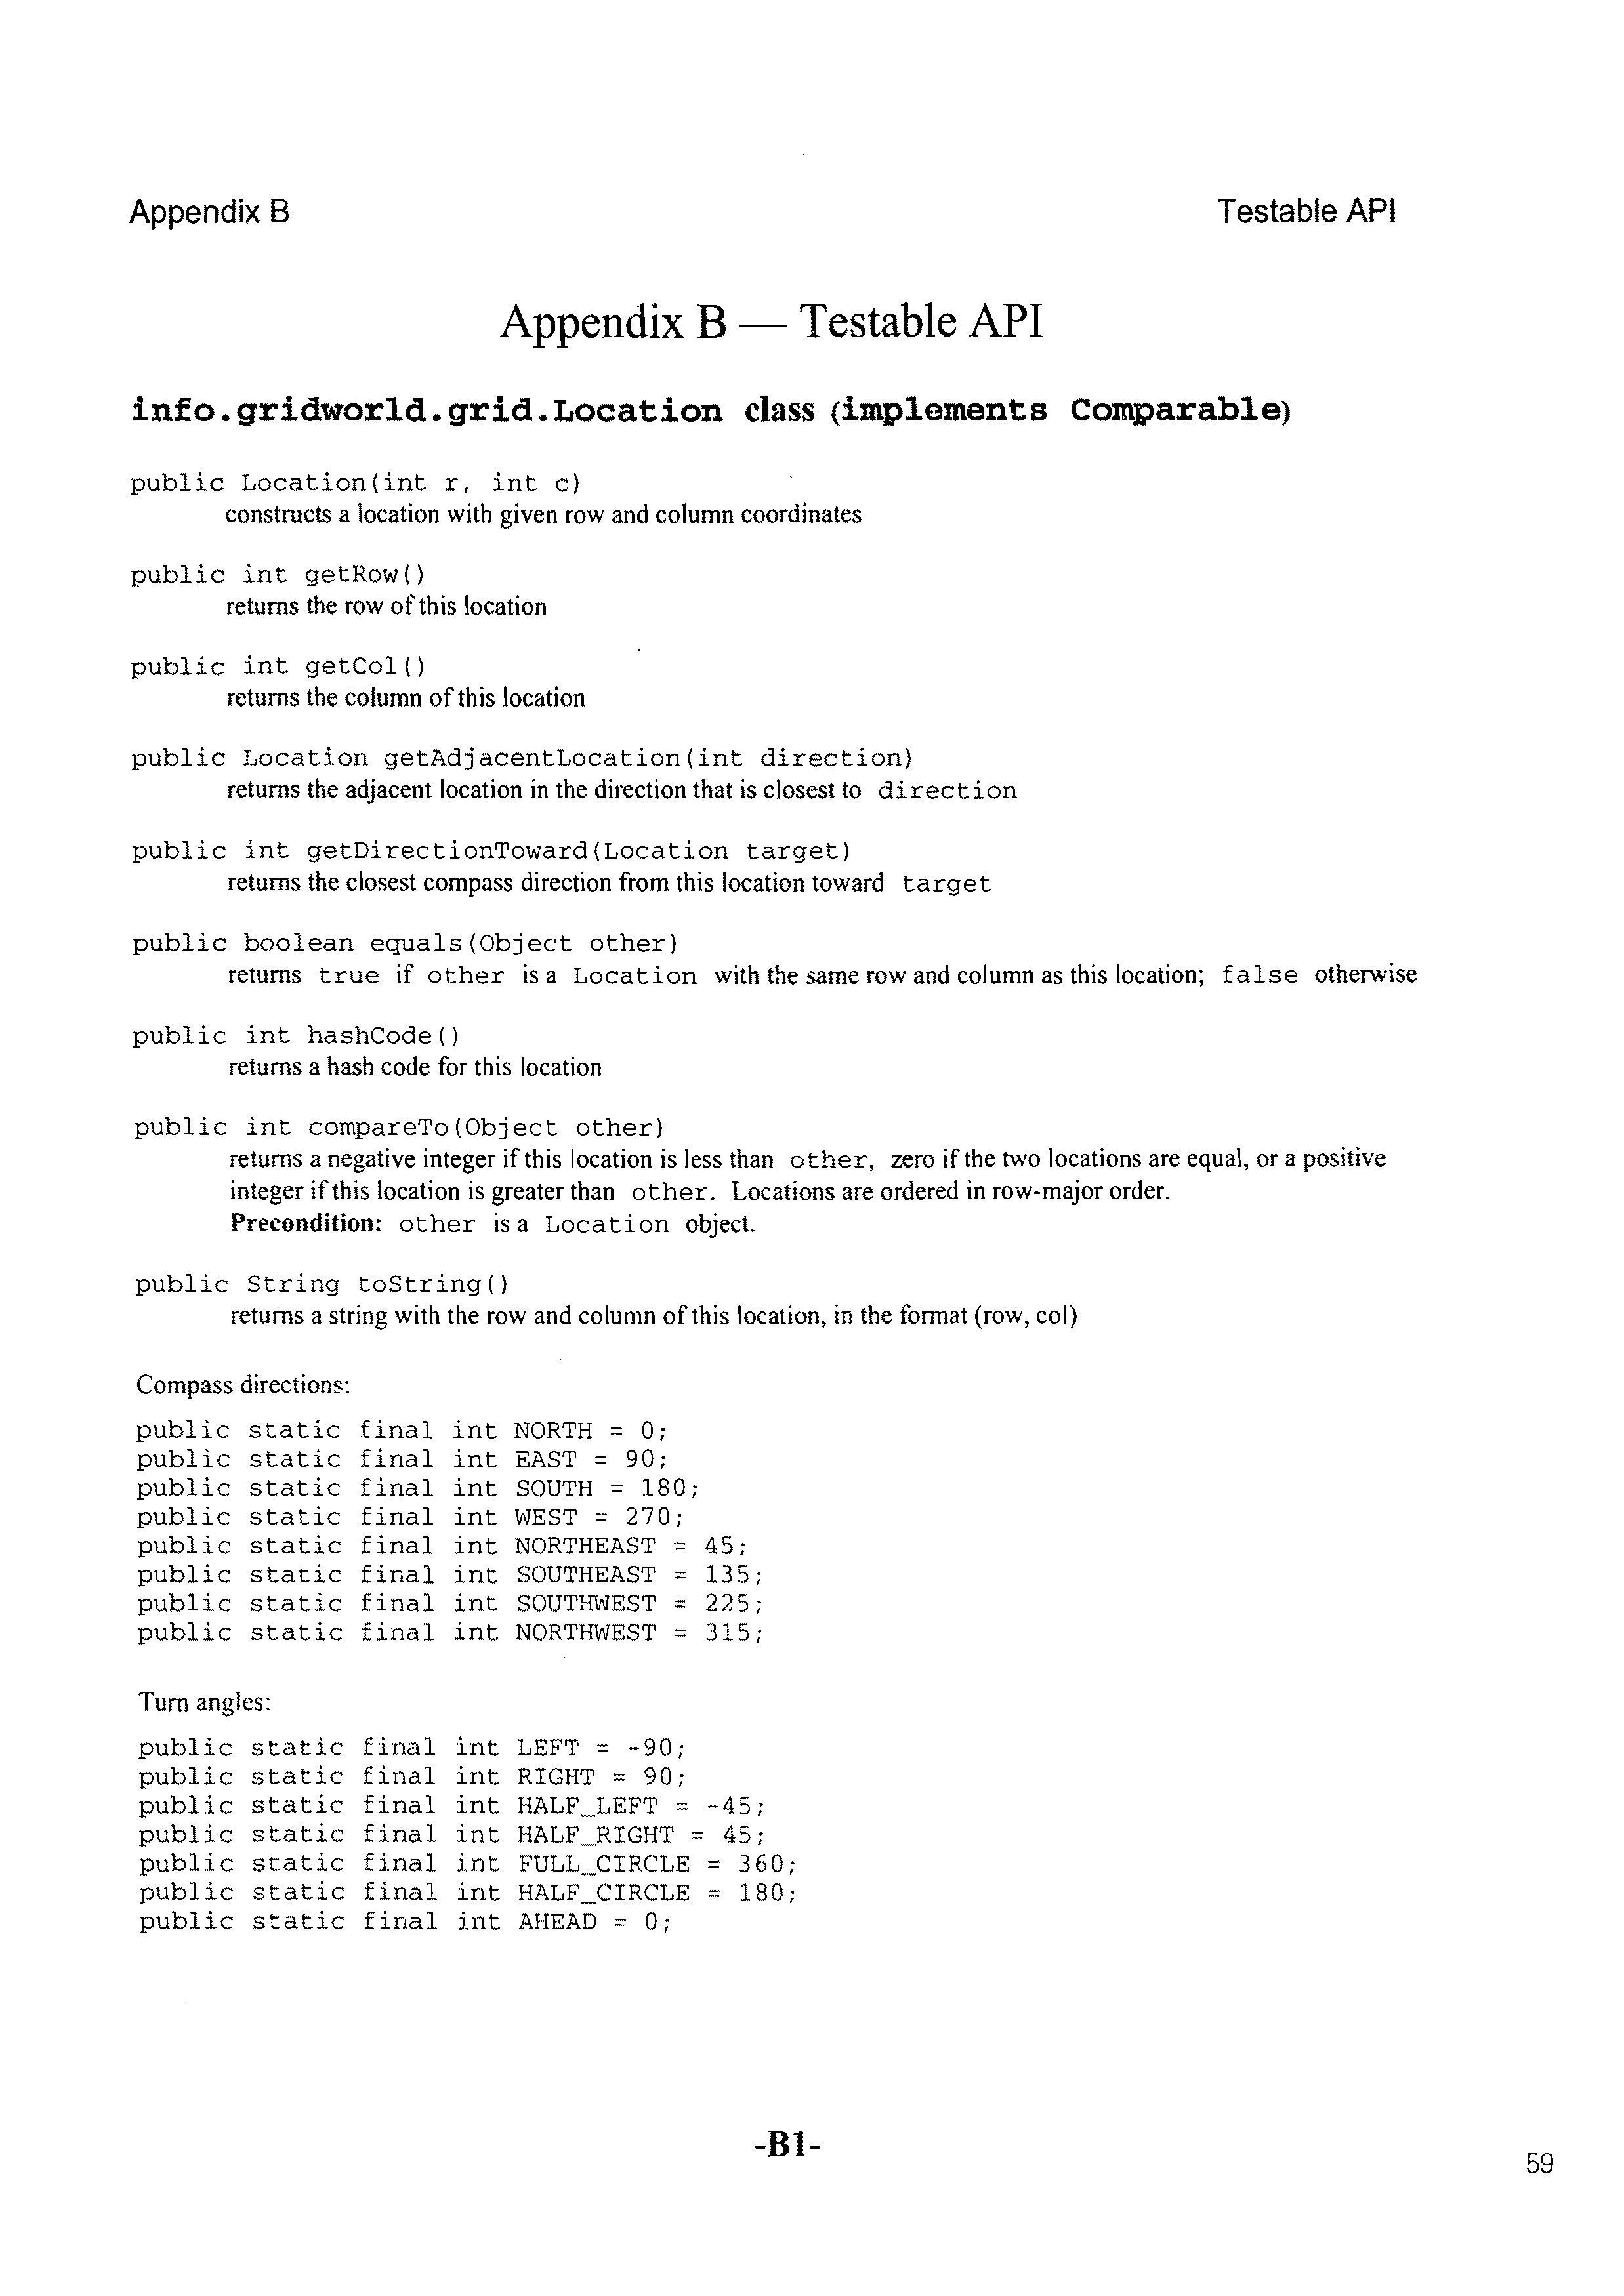 Appendix B
Testable API
Appendix B — Testable API
info.gridworld.grid.Location class (implements Comparable)
public Location(int r, int c)
constructs a location with given row and column coordinates
public int getRow()
returns the row of this location
public int getCol()
returns the column of this location
public Location getAdjacentLocation(int direction)
returns the adjacent location in the direction that is closest to direction
public int getDirectionToward(Location target)
returns the closest compass direction from this location toward target
public boolean equals(Object other)
returns true if other is a Location with the same row and column as this location; false otherwise
public int hashCode()
returns a hash code for this location
public int compareTo(Object other)
returns a negative integer if this location is less than other, zero if the two locations are equal, or a positive
integer if this location is greater than other. Locations are ordered in row-major order.
Precondition: other is a Location object.
public String toString()
returns a string with the row and column of this location, in the format (row, col)
Compass directions:
public static final int NORTH = 0;
public static final int EAST = 90;
public static final int SOUTH = 180;
public static final int WEST = 270;
public static final int NORTHEAST = 45;
public static final int SOUTHEAST = 135;
public static final int SOUTHWEST = 225;
public static final int NORTHWEST = 315;
Turn angles:
public static final int LEFT = -90;
public static final int RIGHT = 90;
public static final int HALF_LEFT = -45;
public static final int HALF_RIGHT = 45;
public static final int FULL_CIRCLE = 360;
public static final int HALF_CIRCLE = 180;
public static final int AHEAD = 0;
-B1-
59